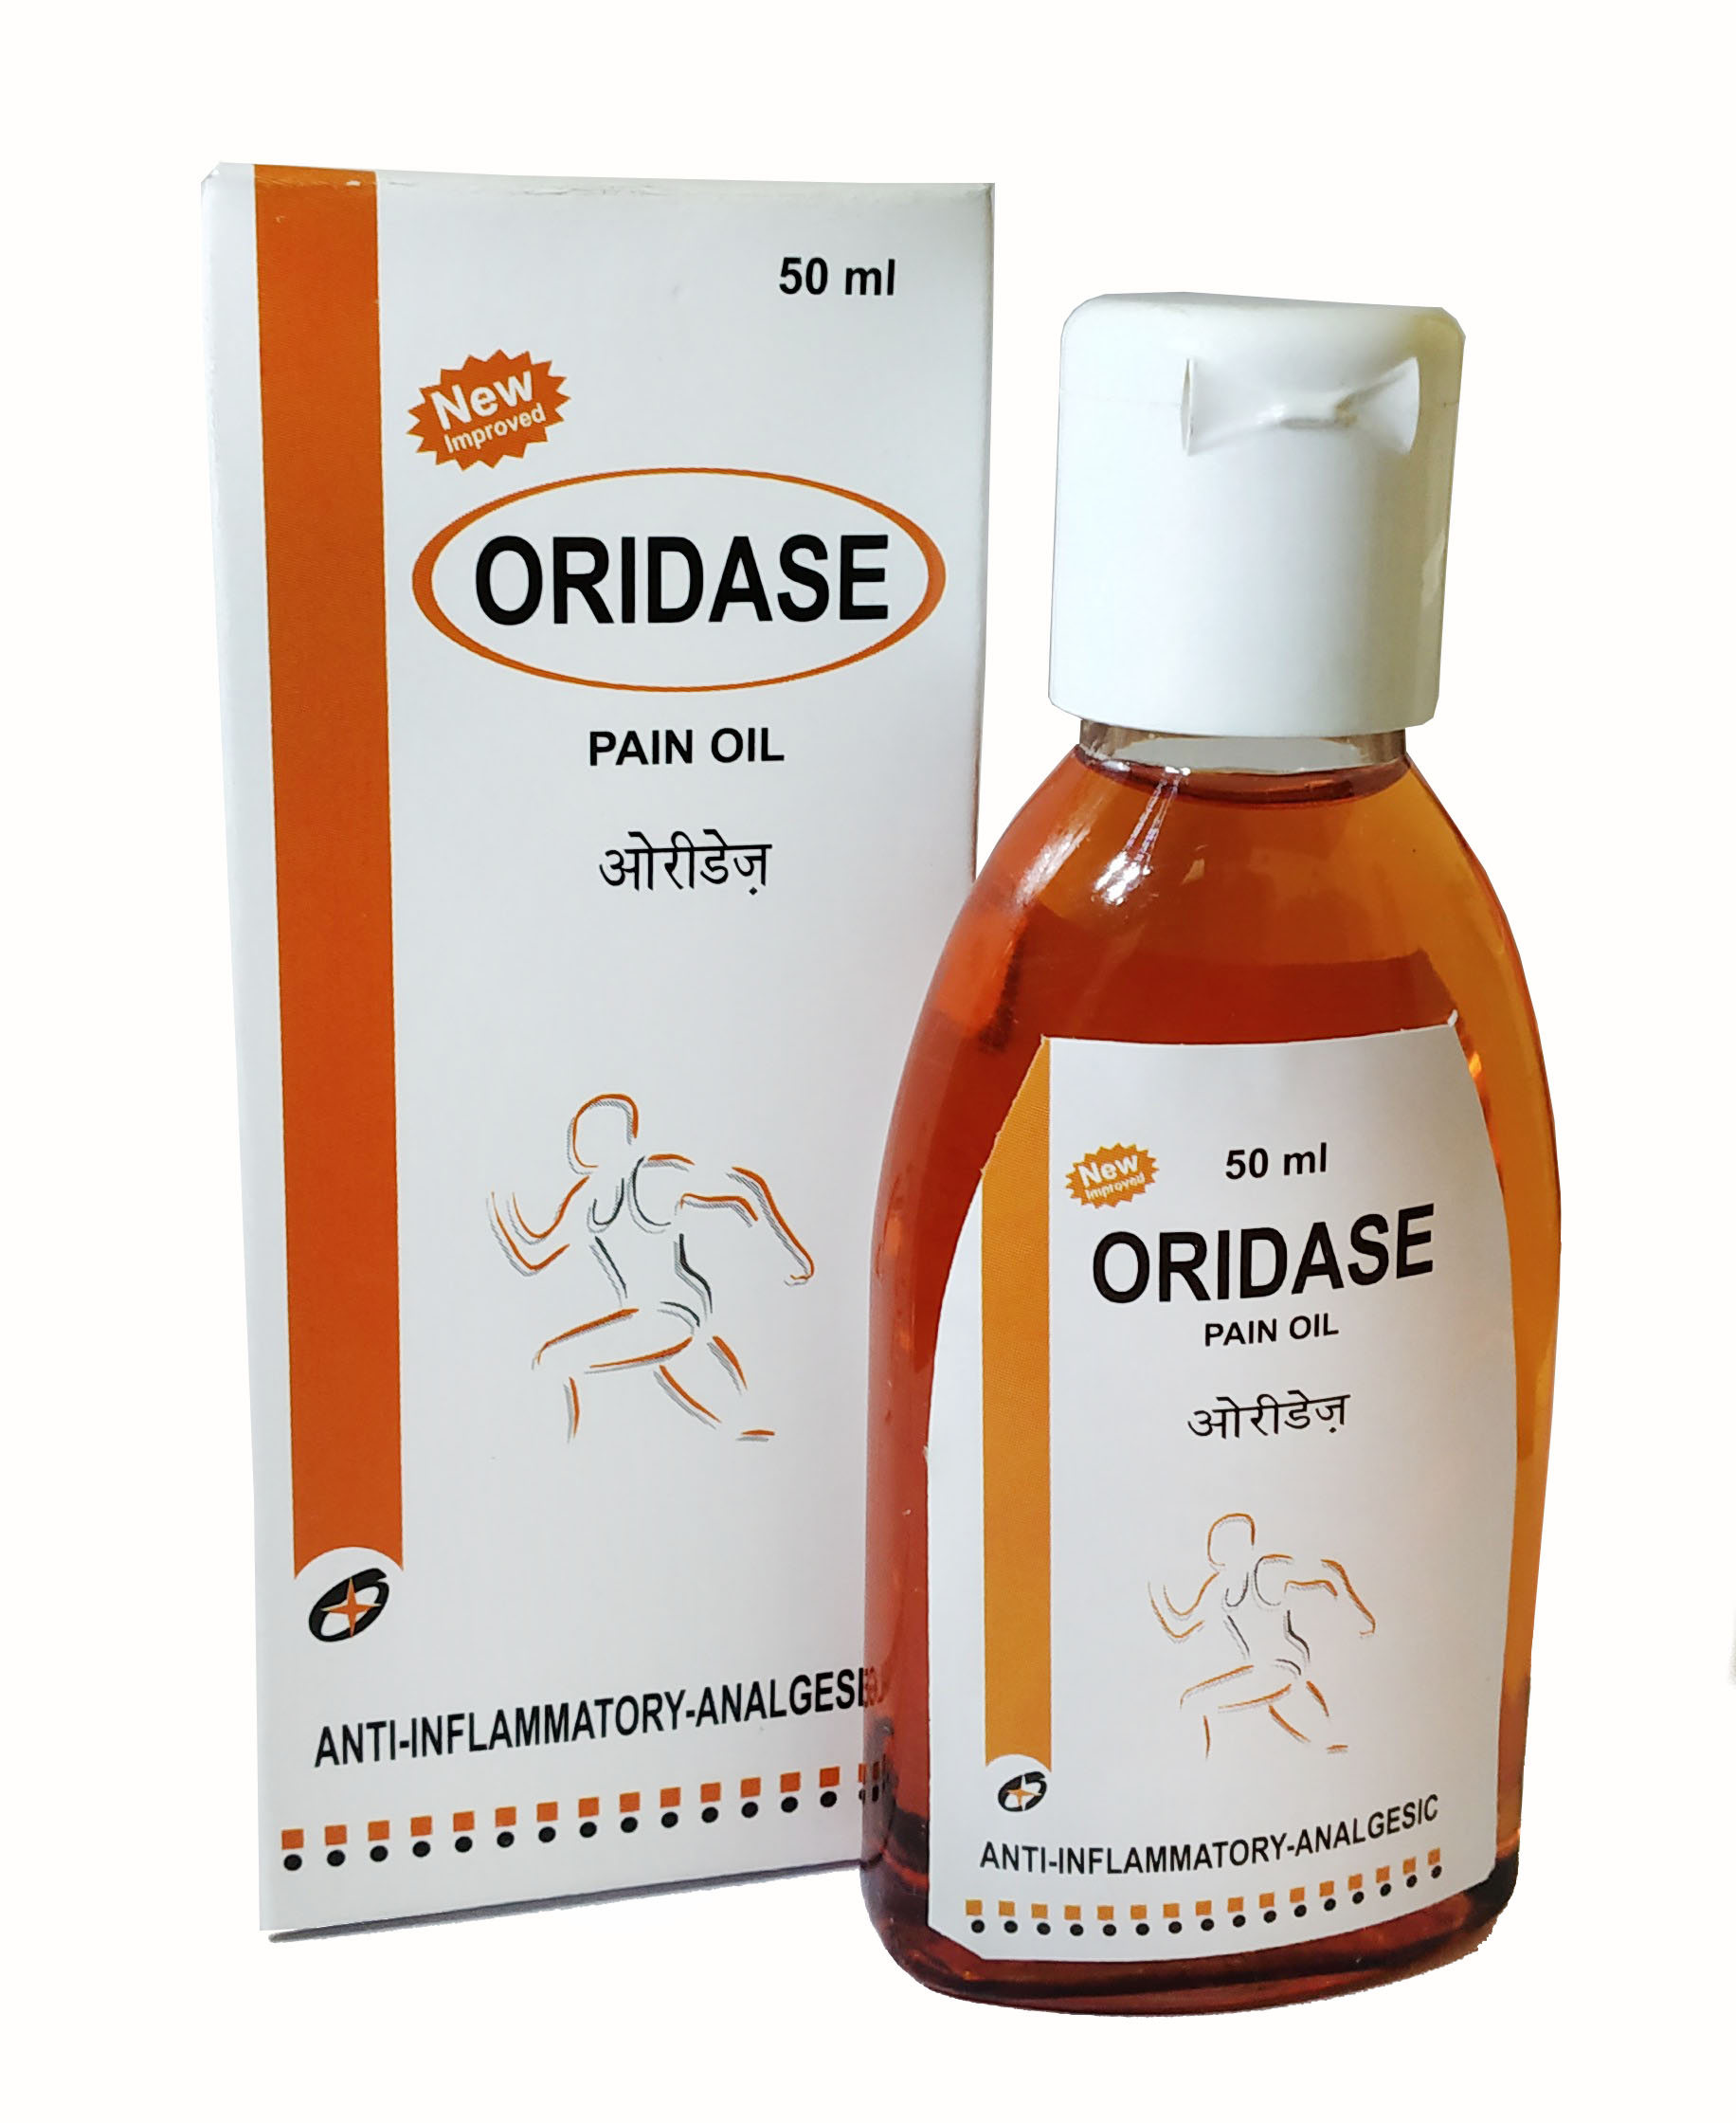 50 ml
New
Improved
ORIDASE
PAIN OIL
ओरीडेज़
ANTI-INFLAMMATORY-ANALGESIC
New
Improved
50 ml
ORIDASE
PAIN OIL
ओरीडेज़
ANTI-INFLAMMATORY-ANALGESIC